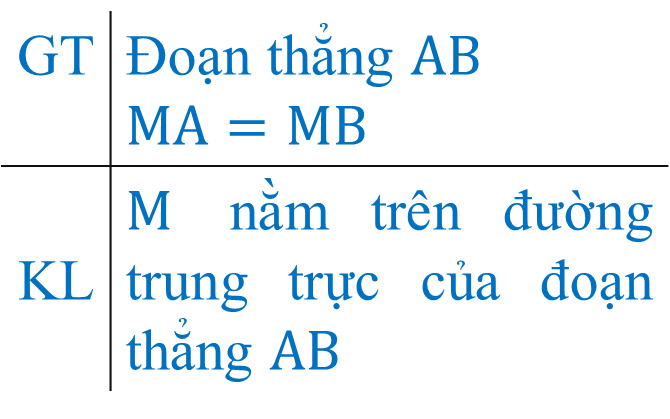 GT Đoạn thẳng AB
MA = MB
M nằm trên đường
KL trung trực của đoạn
thẳng AB